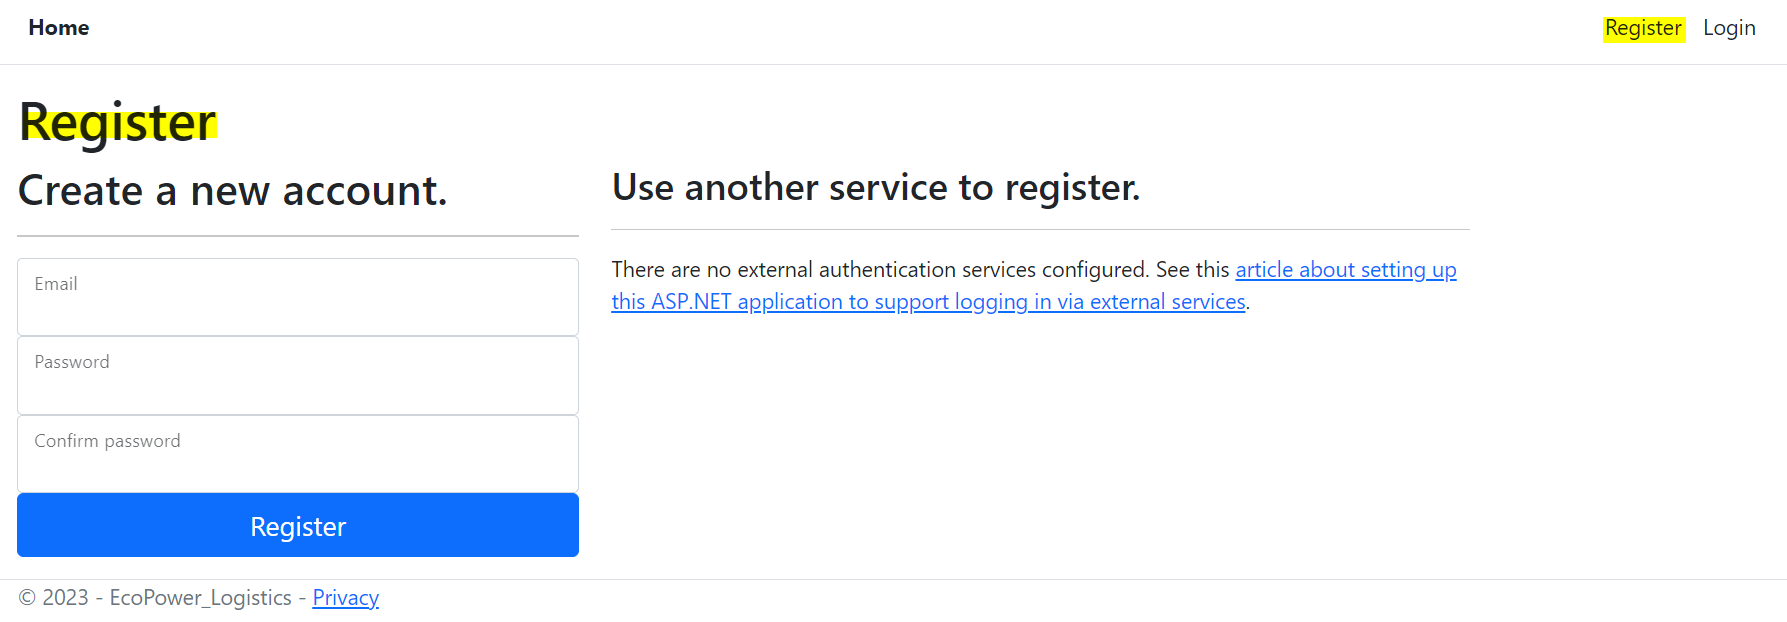 Home
Register Login
Register
Create a new account.
Email
Password
Confirm password
Register
Use another service to register.
There are no external authentication services configured. See this article about setting up
this ASP.NET application to support logging in via external services.
© 2023 - EcoPower_Logistics - Privacy